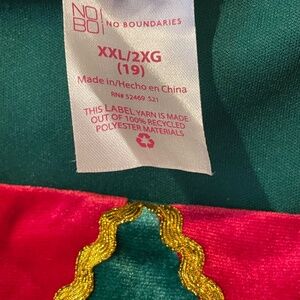 NO
BO
NO BOUNDARIES
XXL/2XG
(19)
Made in/Hecho en China
RN# 52469 521
THIS LABEL YARN IS MADE
OUT OF 100% RECYCLED
POLYESTER MATERIALS